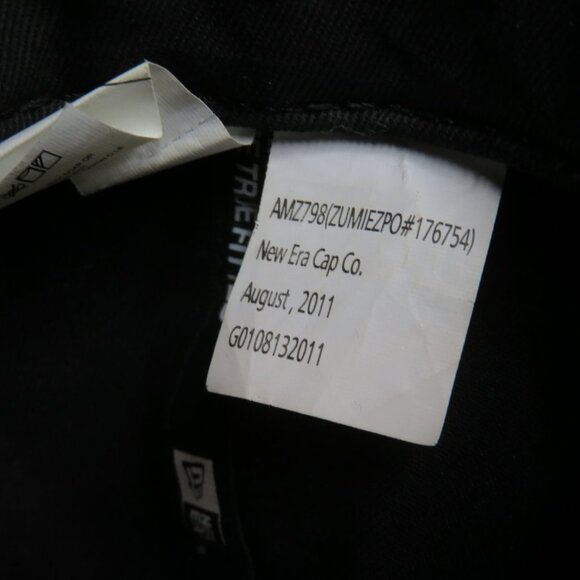 AMZ798(ZUMIEZPO#176754)
New Era Cap Co.
August, 2011
G0108132011